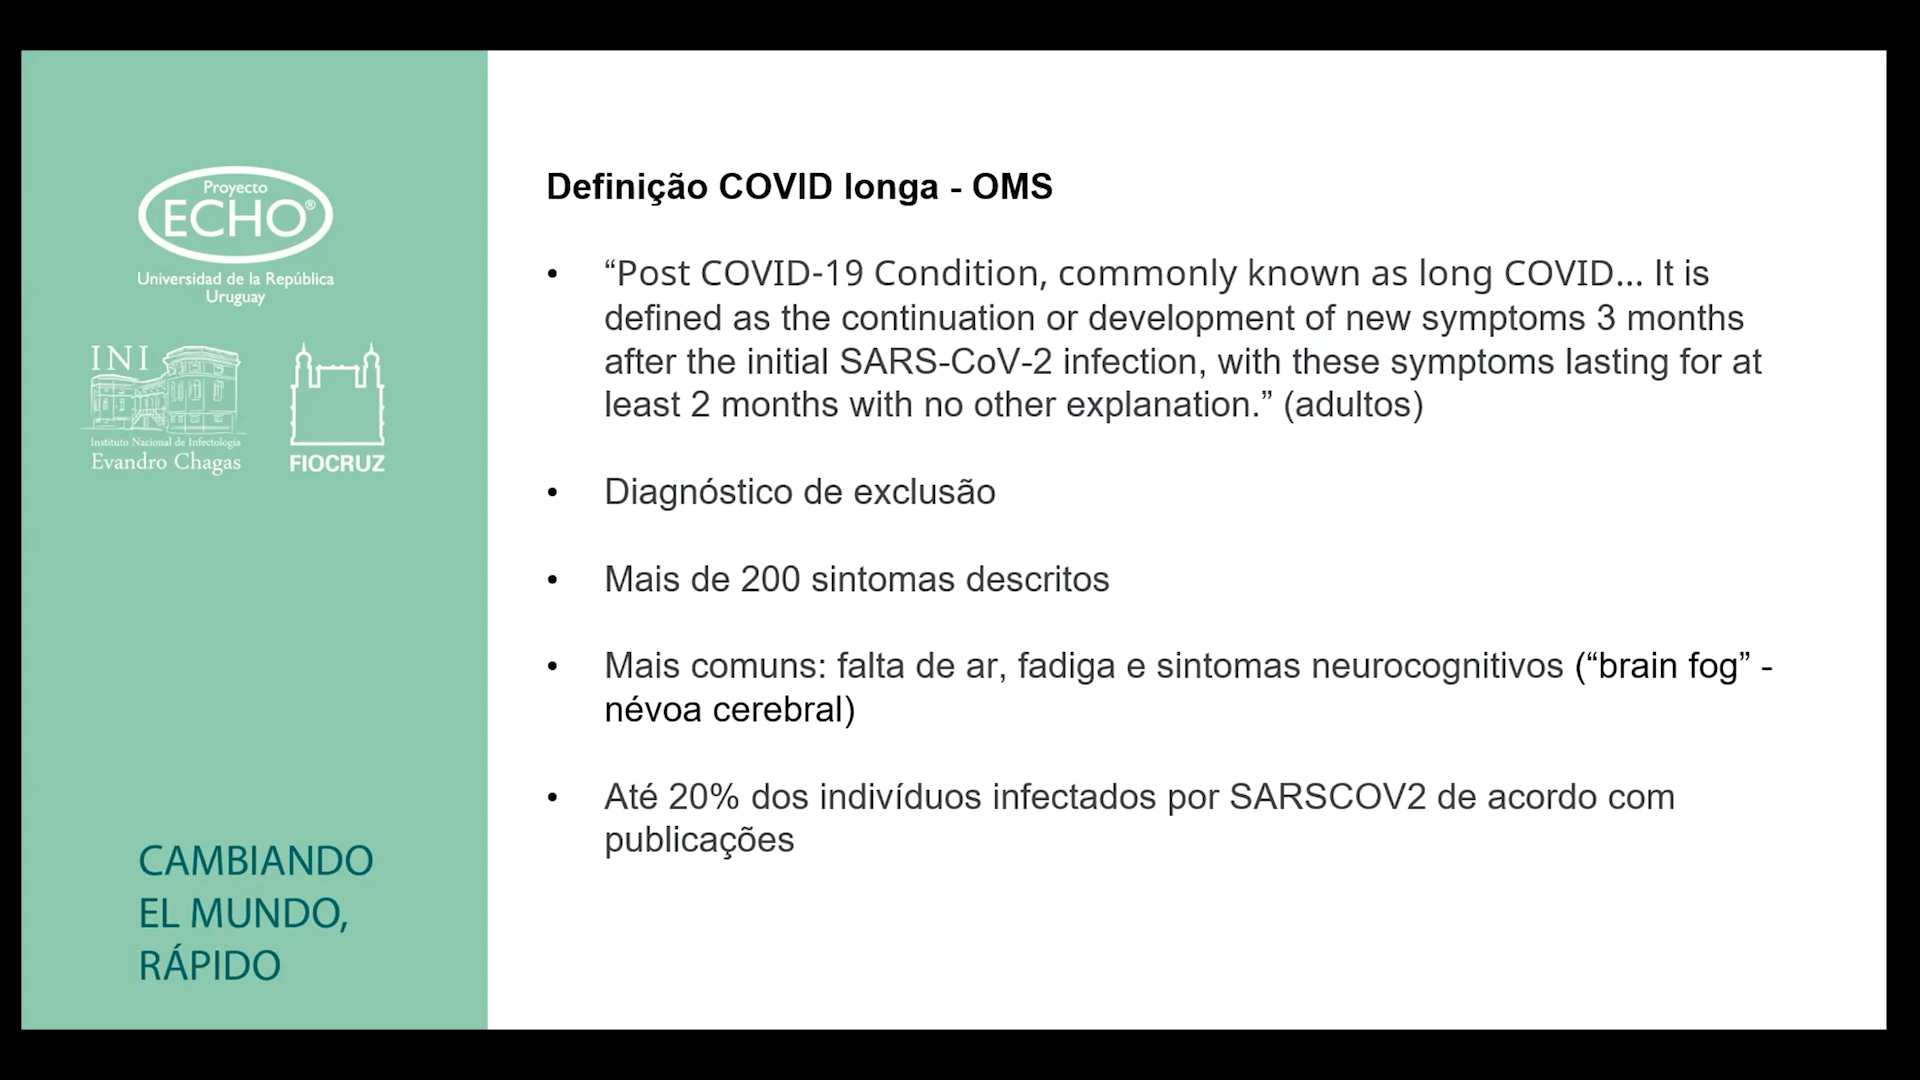 Proyecto
ECHO®
Universidad de la República
Uruguay
INI
Instituto Nacional de Infectologia
Evandro Chagas
FIOCRUZ
CAMBIANDO
EL MUNDO,
RÁPIDO
Definição COVID longa - OMS
• “Post COVID-19 Condition, commonly known as long COVID... It is
defined as the continuation or development of new symptoms 3 months
after the initial SARS-CoV-2 infection, with these symptoms lasting for at
least 2 months with no other explanation.” (adultos)
• Diagnóstico de exclusão
• Mais de 200 sintomas descritos
• Mais comuns: falta de ar, fadiga e sintomas neurocognitivos (“brain fog” -
névoa cerebral)
• Até 20% dos indivíduos infectados por SARSCOV2 de acordo com
publicações